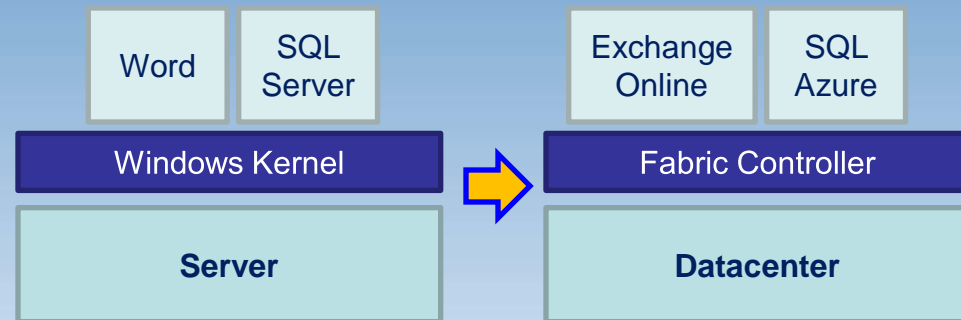 Word
SQL
Server
Windows Kernel
Server
Exchange
Online
SQL
Azure
Fabric Controller
Datacenter